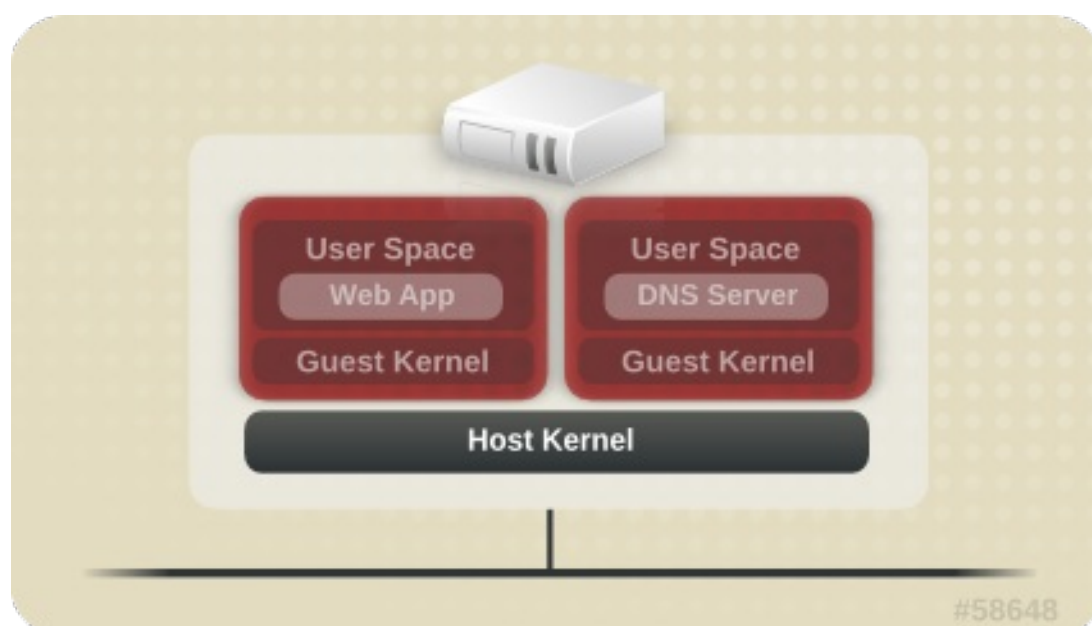 User Space
Web App
Guest Kernel
User Space
DNS Server
Guest Kernel
Host Kernel
#58648